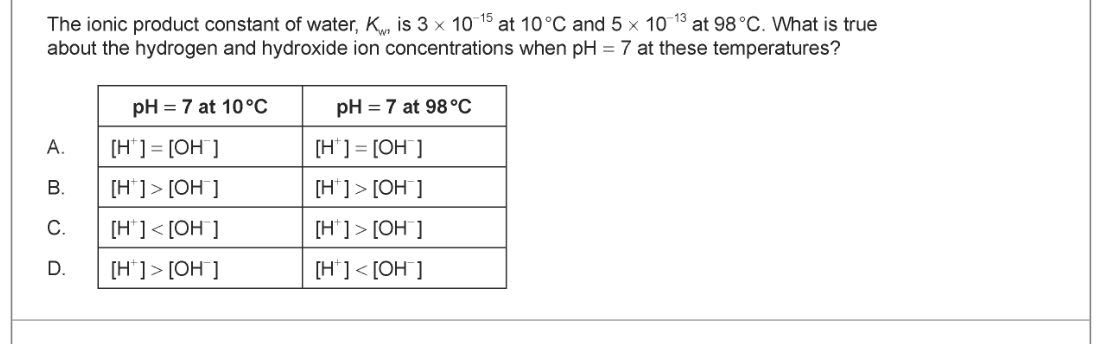 The ionic product constant of water, Kw, is 3 × 10⁻¹⁵ at 10 °C and 5 × 10⁻¹³ at 98 °C. What is true
about the hydrogen and hydroxide ion concentrations when pH = 7 at these temperatures?
pH = 7 at 10 °C pH = 7 at 98 °C
A. [H⁺] = [OH⁻] [H⁺] = [OH⁻]
B. [H⁺] > [OH⁻] [H⁺] > [OH⁻]
C. [H⁺] < [OH⁻] [H⁺] > [OH⁻]
D. [H⁺] > [OH⁻] [H⁺] < [OH⁻]